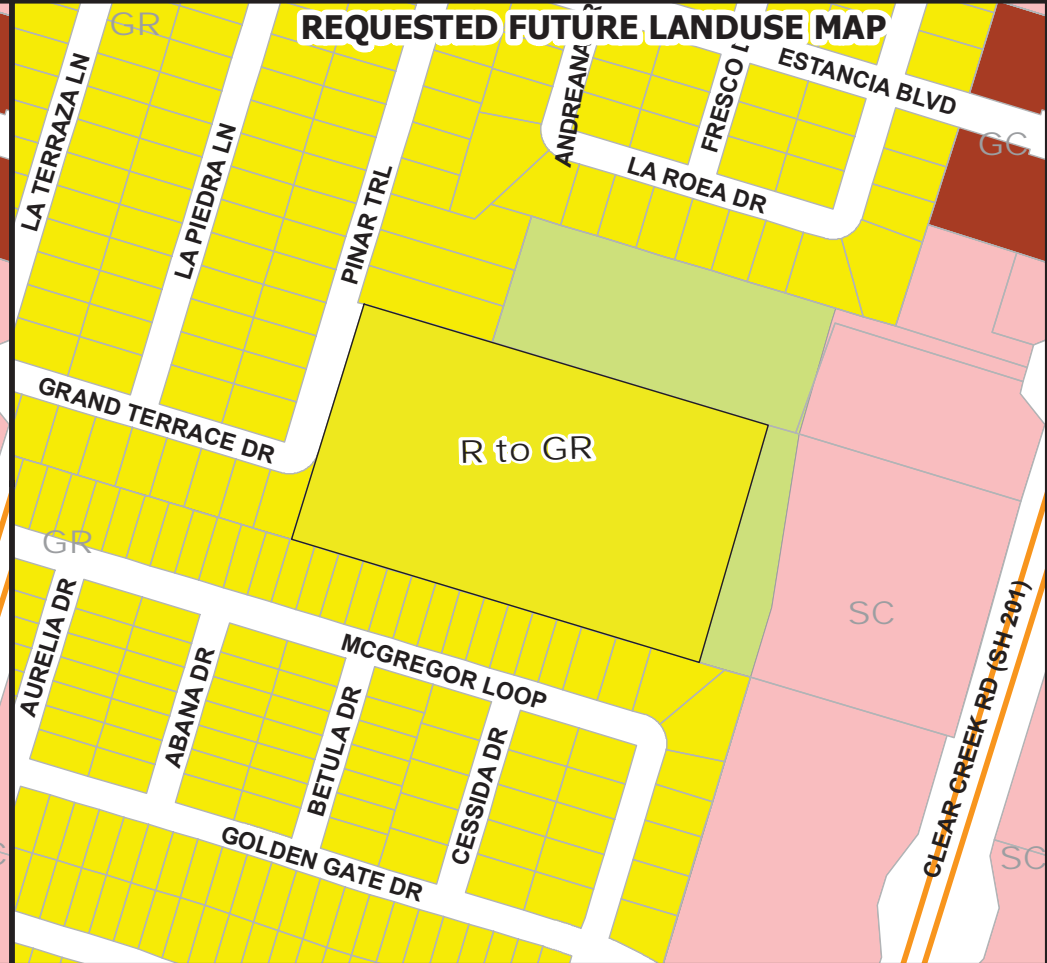 REQUESTED FUTURE LANDUSE MAP
GR
ESTANCIA BLVD
GC
LA TERRAZA LN
LA PIEDRA LN
PINAR TRL
ANDREANA
FRESCO
LA ROEA DR
GRAND TERRACE DR
R to GR
GR
SC
AURELIA DR
ABANA DR
BETULA DR
CESSIDA DR
MCGREGOR LOOP
GOLDEN GATE DR
CLEAR CREEK RD (SH 201)
SC